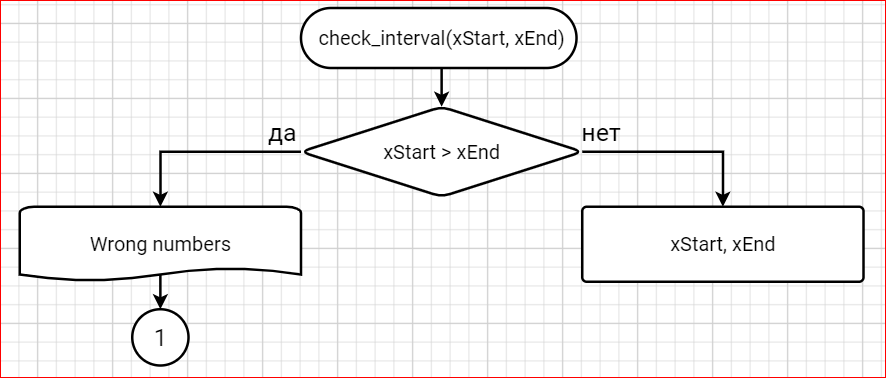 check_interval(xStart, xEnd)
да
нет
xStart > xEnd
Wrong numbers
xStart, xEnd
1